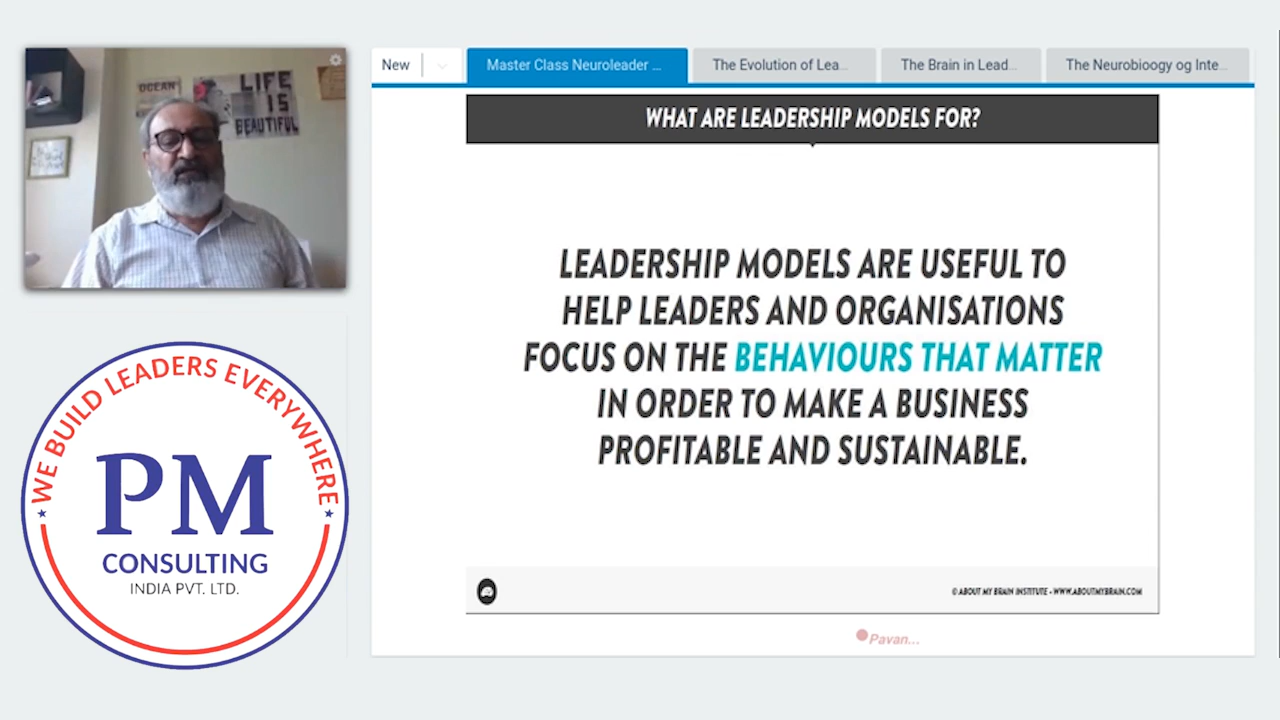 OCEAN
LIFE
IS
BEAUTIFUL
WE BUILD LEADERS EVERYWHERE
PM
CONSULTING
INDIA PVT. LTD.
New
Master Class Neuroleader ...
The Evolution of Lea...
The Brain in Lead...
The Neurobioogy og Inte...
WHAT ARE LEADERSHIP MODELS FOR?
LEADERSHIP MODELS ARE USEFUL TO
HELP LEADERS AND ORGANISATIONS
FOCUS ON THE BEHAVIOURS THAT MATTER
IN ORDER TO MAKE A BUSINESS
PROFITABLE AND SUSTAINABLE.
© ABOUT MY BRAIN INSTITUTE - WWW.ABOUTMYBRAIN.COM
Pavan...